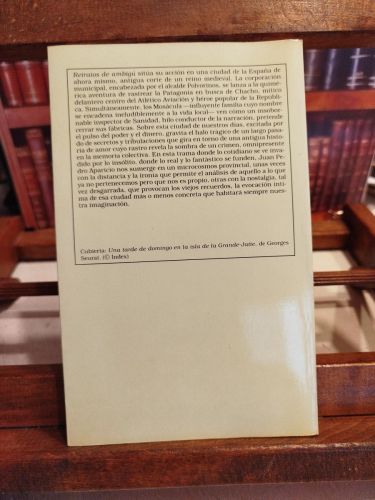 Retratos de ambigú sitúa su acción en una ciudad de la España de
ahora mismo, antigua corte de un reino medieval. La corporación
municipal, encabezada por el alcalde Polvorinos, se lanza a la quimé-
rica aventura de rastrear la Patagonia en busca de Chacho, mítico
delantero centro del Atlético Aviación y héroe popular de la Repúbli-
ca. Simultáneamente, los Mosácula —influyente familia cuyo nombre
se encadena ineludiblemente a la vida local— ven cómo un insobor-
nable inspector de Sanidad, hilo conductor de la narración, pretende
cerrar sus fábricas. Sobre esta ciudad de nuestros días, excitada por
el pulso del poder y el dinero, gravita el halo trágico de un largo pasa-
do de secretos y tribulaciones que gira en torno de una antigua histo-
ria de amor cuyo rastro revela la sombra de un crimen, omnipresente
en la memoria colectiva. En esta trama donde lo cotidiano se ve inva-
dido por lo insólito, donde lo real y lo fantástico se funden, Juan Pe-
dro Aparicio nos sumerge en un microcosmos provincial, unas veces
con la distancia y la ironía que permite el análisis de aquello a lo que
ya no pertenecemos pero que nos es propio, otras con la nostalgia, tal
vez desgarrada, que provocan los viejos recuerdos, la evocación ínti-
ma de esa ciudad más o menos concreta que habitará siempre nues-
tra imaginación.
Cubierta: Una tarde de domingo en la isla de la Grande-Jatte, de Georges
Seurat. (© Index)